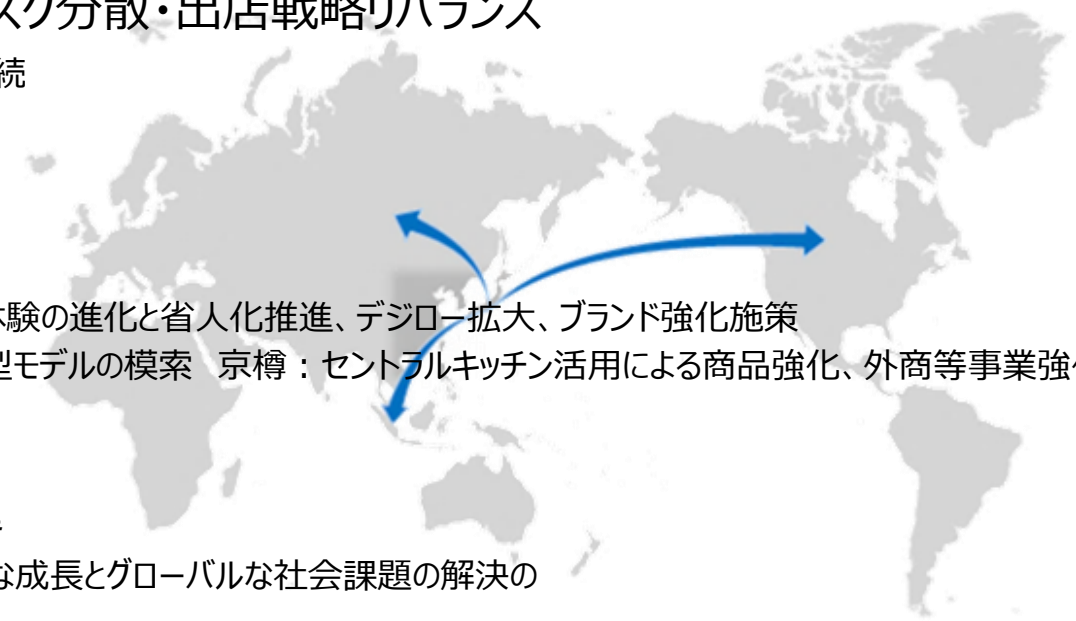 スク分散・出店戦略リバランス
続
体験の進化と省人化推進、デジロー拡大、ブランド強化施策
型モデルの模索　京樽：セントラルキッチン活用による商品強化、外商等事業強
な成長とグローバルな社会課題の解決の